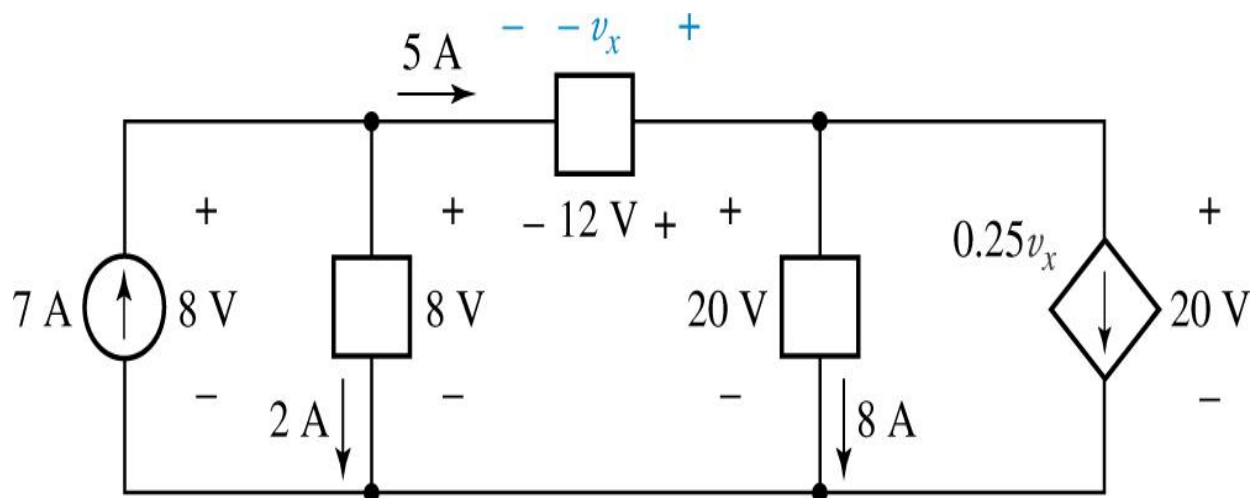 − − vₓ +
5 A
− 12 V +
+ + + +
7 A 8 V 8 V 20 V 0.25vₓ 20 V
− − − −
2 A 8 A